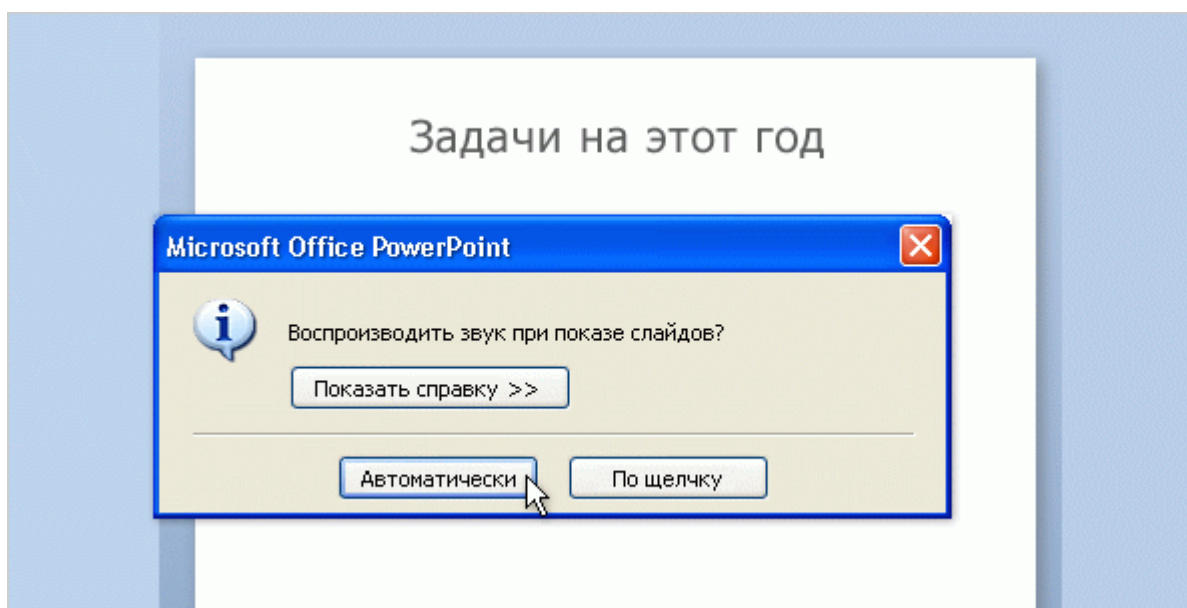 Задачи на этот год
Microsoft Office PowerPoint
Воспроизводить звук при показе слайдов?
Показать справку >>
Автоматически
По щелчку